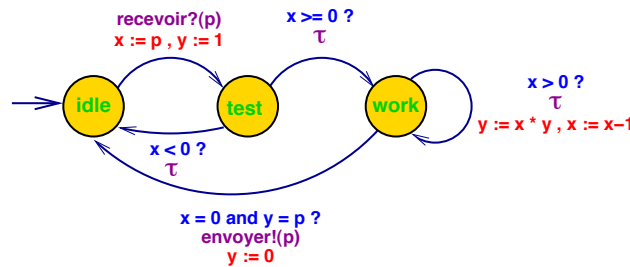 recevoir?(p)
x := p , y := 1
x >= 0 ?
τ
idle
test
work
x > 0 ?
τ
y := x * y , x := x−1
x < 0 ?
τ
x = 0 and y = p ?
envoyer!(p)
y := 0